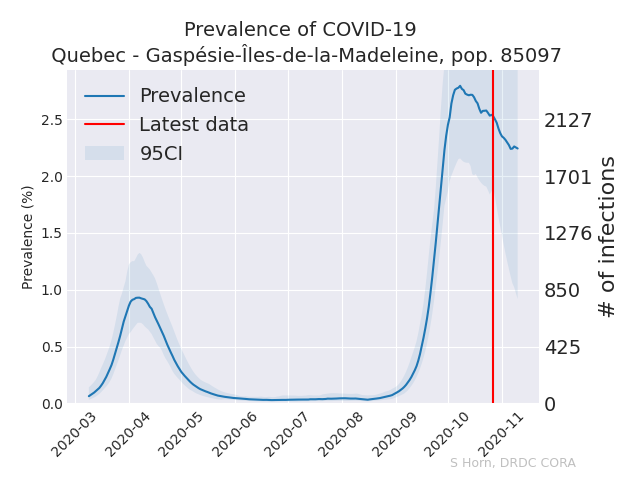 Prevalence of COVID-19
Quebec - Gaspésie-Îles-de-la-Madeleine, pop. 85097
Prevalence
Latest data
95CI
Prevalence (%)
2.5
2.0
1.5
1.0
0.5
0.0
2127
1701
1276
850
425
0
# of infections
2020-03
2020-04
2020-05
2020-06
2020-07
2020-08
2020-09
2020-10
2020-11
S Horn, DRDC CORA